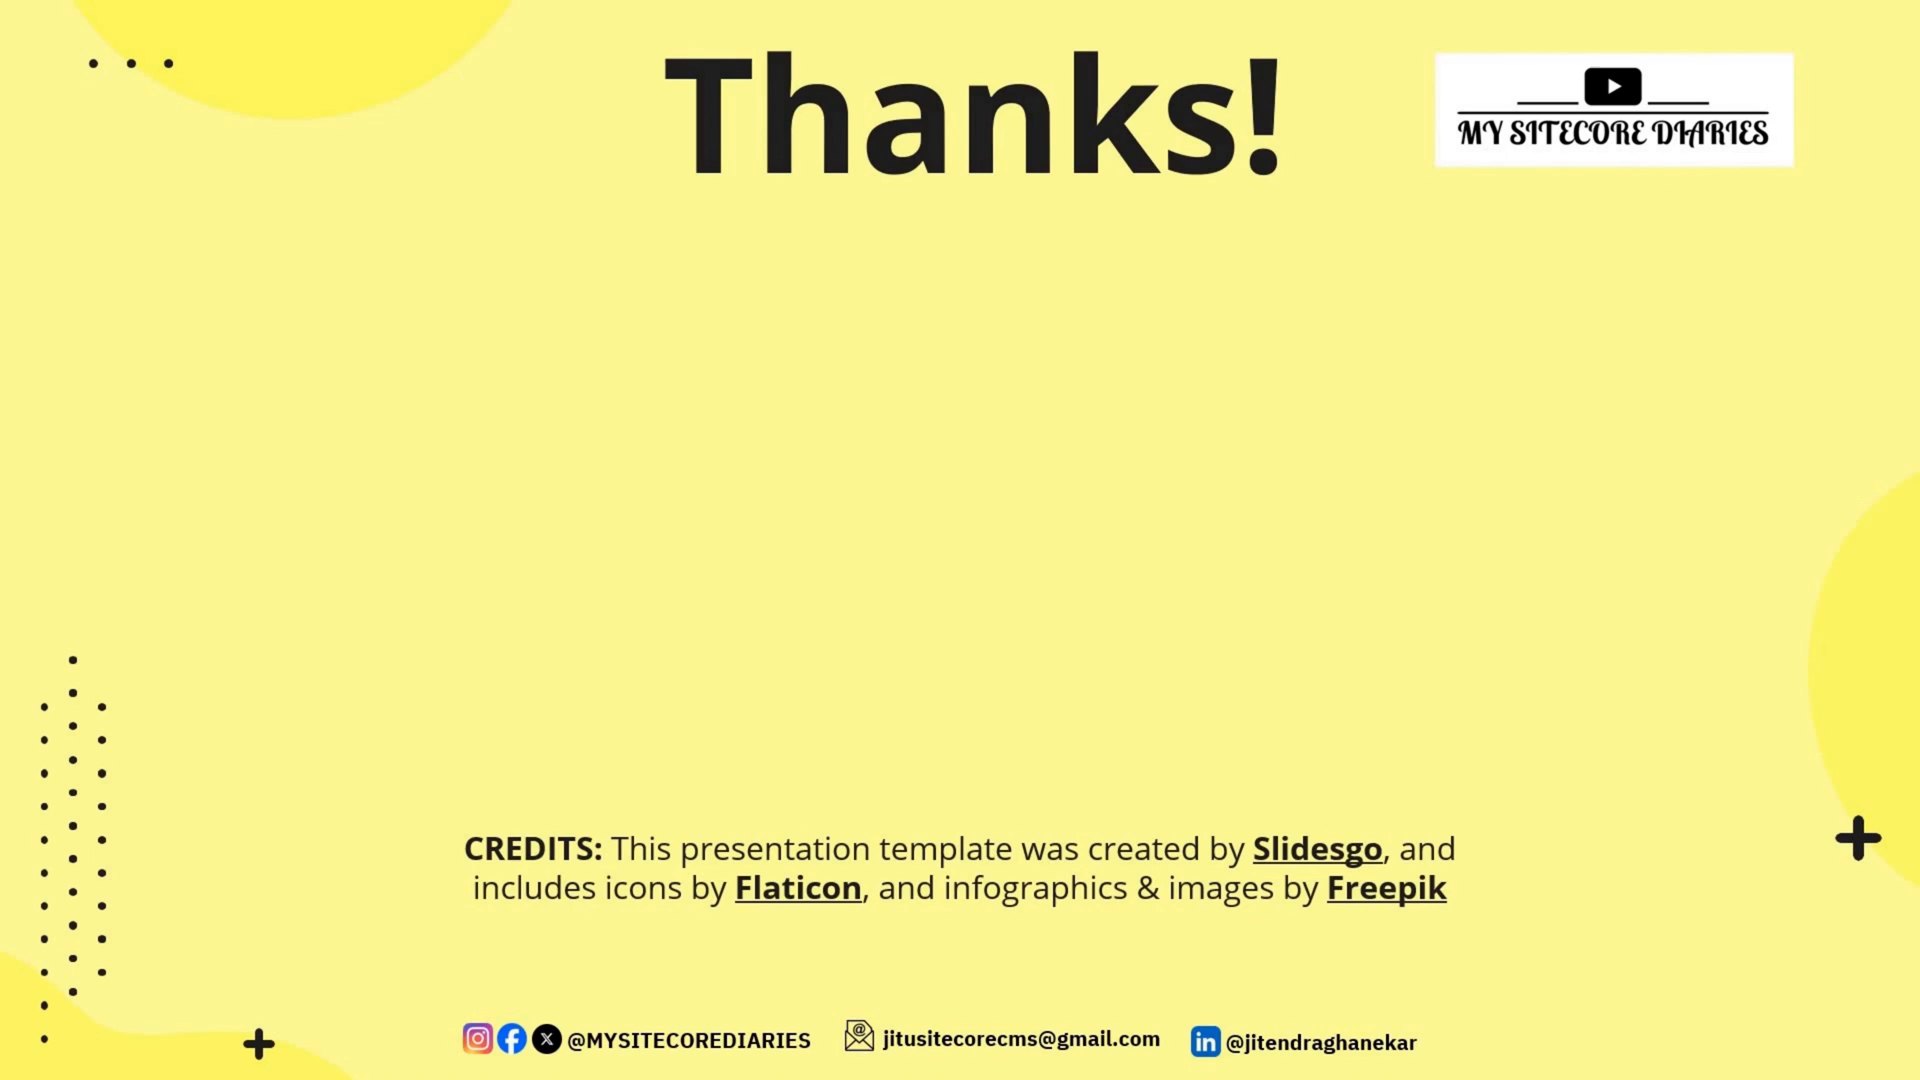 Thanks!
MY SITECORE DIARIES
CREDITS: This presentation template was created by Slidesgo, and
includes icons by Flaticon, and infographics & images by Freepik
@MYSITECOREDIARIES
jitusitecorecms@gmail.com
@jitendraghanekar